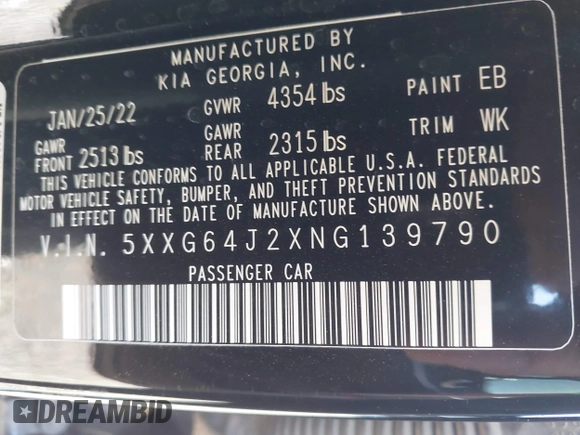 MANUFACTURED BY
KIA GEORGIA, INC.
JAN/25/22 GVWR 4354 lbs PAINT EB
GAWR FRONT 2513 lbs GAWR REAR 2315 lbs TRIM WK
THIS VEHICLE CONFORMS TO ALL APPLICABLE U.S.A. FEDERAL
MOTOR VEHICLE SAFETY, BUMPER, AND THEFT PREVENTION STANDARDS
IN EFFECT ON THE DATE OF MANUFACTURE SHOWN ABOVE.
V.I.N. 5XXG64J2XNG139790
PASSENGER CAR
DREAMBID